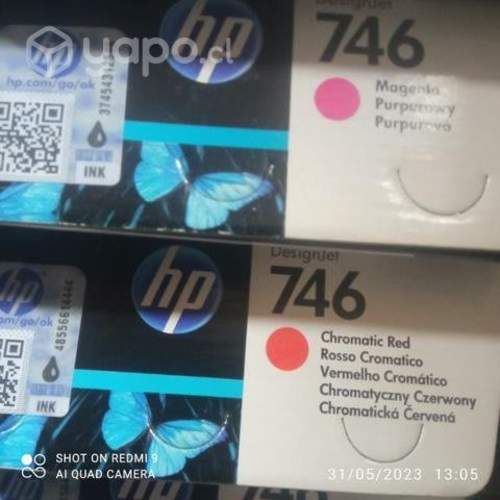 yapo.cl
hp
hp
DesignJet
746
hp.com/go/ok
Magenta
Purpurowy
Purpurová
INK
DesignJet
hp
hp
746
Chromatic Red
Rosso Cromatico
Vermelho Cromático
Chromatyczny Czerwony
Chromatická Červená
om/go/ok
INK
SHOT ON REDMI 9
AI QUAD CAMERA
31/05/2023 13:05